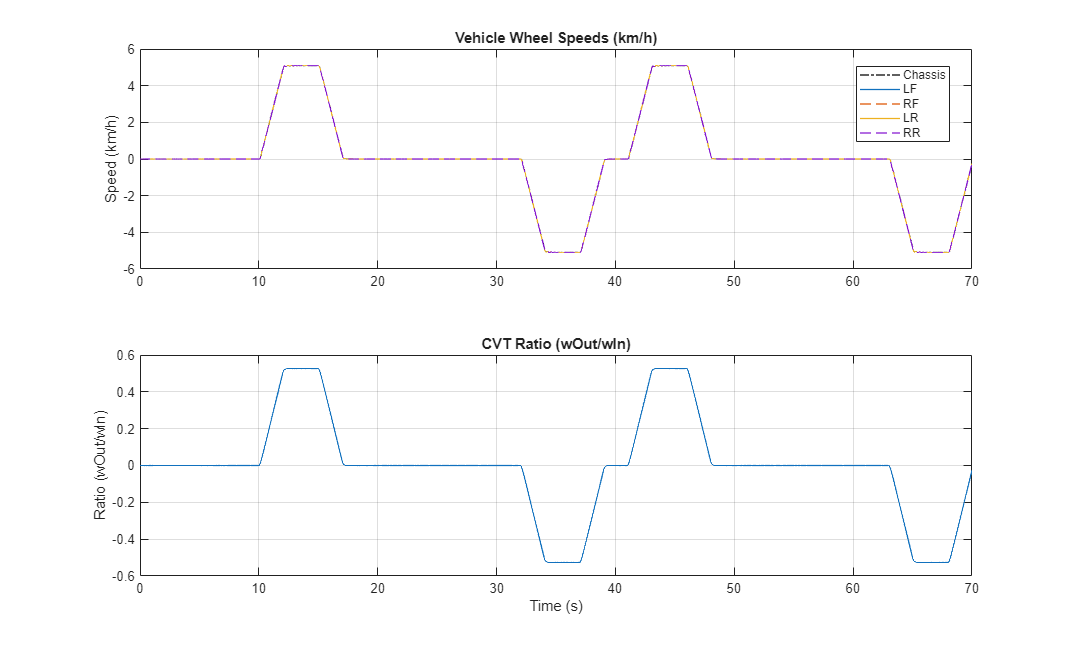 Vehicle Wheel Speeds (km/h)
6
4
2
0
-2
-4
-6
Speed (km/h)
Chassis
LF
RF
LR
RR
0 10 20 30 40 50 60 70
CVT Ratio (wOut/wIn)
0.6
0.4
0.2
0
-0.2
-0.4
-0.6
Ratio (wOut/wIn)
0 10 20 30 40 50 60 70
Time (s)